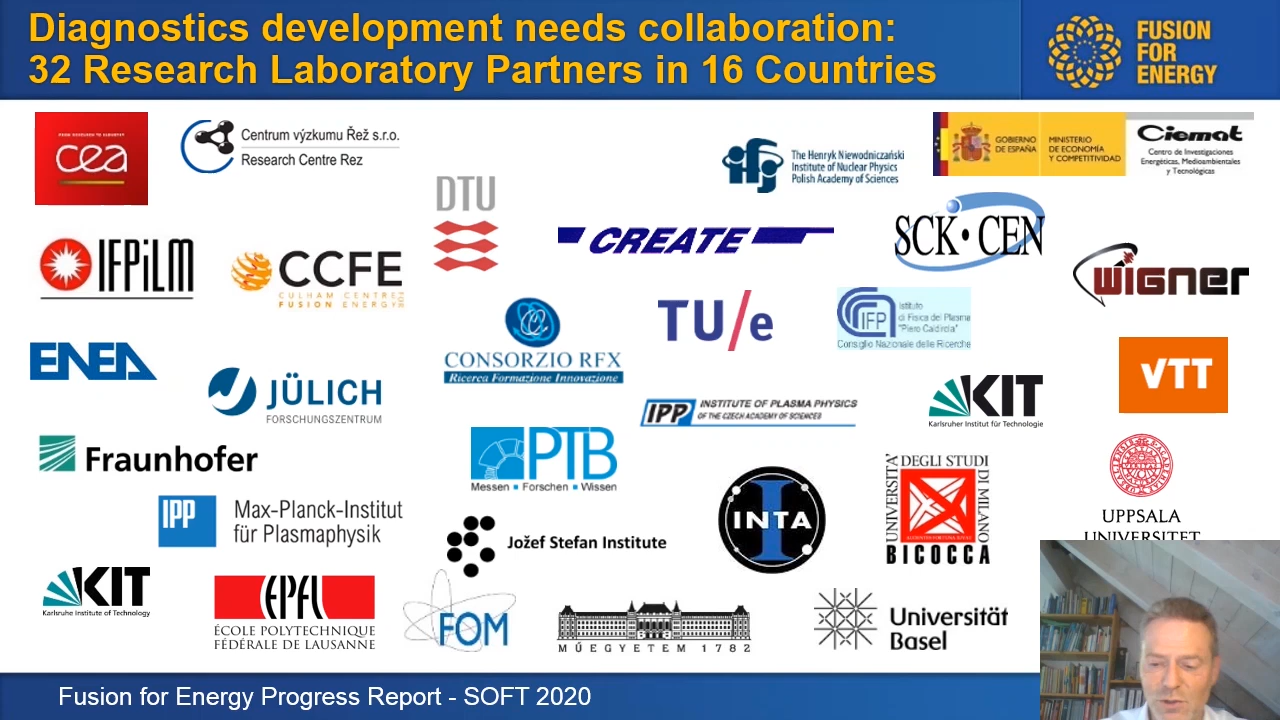 Diagnostics development needs collaboration:
32 Research Laboratory Partners in 16 Countries
FUSION
FOR
ENERGY
cea
Centrum výzkumu Řež s.r.o.
Research Centre Rez
DTU
ifj
The Henryk Niewodniczański
Institute of Nuclear Physics
Polish Academy of Sciences
GOBIERNO
DE ESPAÑA
MINISTERIO
DE ECONOMÍA
Y COMPETITIVIDAD
Ciemat
Centro de Investigaciones
Energéticas, Medioambientales
y Tecnológicas
IFPiLM
CCFE
CULHAM CENTRE
FOR
FUSION ENERGY
CREATE
SCK•CEN
wigner
ENEA
JÜLICH
FORSCHUNGSZENTRUM
CONSORZIO RFX
Ricerca Formazione Innovazione
TU/e
IFP
Istituto
di Fisica del Plasma
"Piero Caldirola"
Consiglio Nazionale delle Ricerche
VTT
IPP
INSTITUTE OF PLASMA PHYSICS
OF THE CZECH ACADEMY OF SCIENCES
KIT
Karlsruher Institut für Technologie
Fraunhofer
PTB
Messen ▪ Forschen ▪ Wissen
IPP
Max-Planck-Institut
für Plasmaphysik
Jožef Stefan Institute
INTA
UNIVERSITA'
DEGLI STUDI
DI MILANO
BICOCCA
UPPSALA
UNIVERSITET
KIT
Karlsruhe Institute of Technology
EPFL
ÉCOLE POLYTECHNIQUE
FÉDÉRALE DE LAUSANNE
FOM
MŰEGYETEM 1782
Universität
Basel
Fusion for Energy Progress Report - SOFT 2020